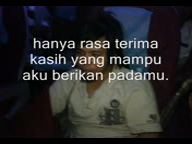 hanya rasa terima
kasih yang mampu
aku berikan padamu.